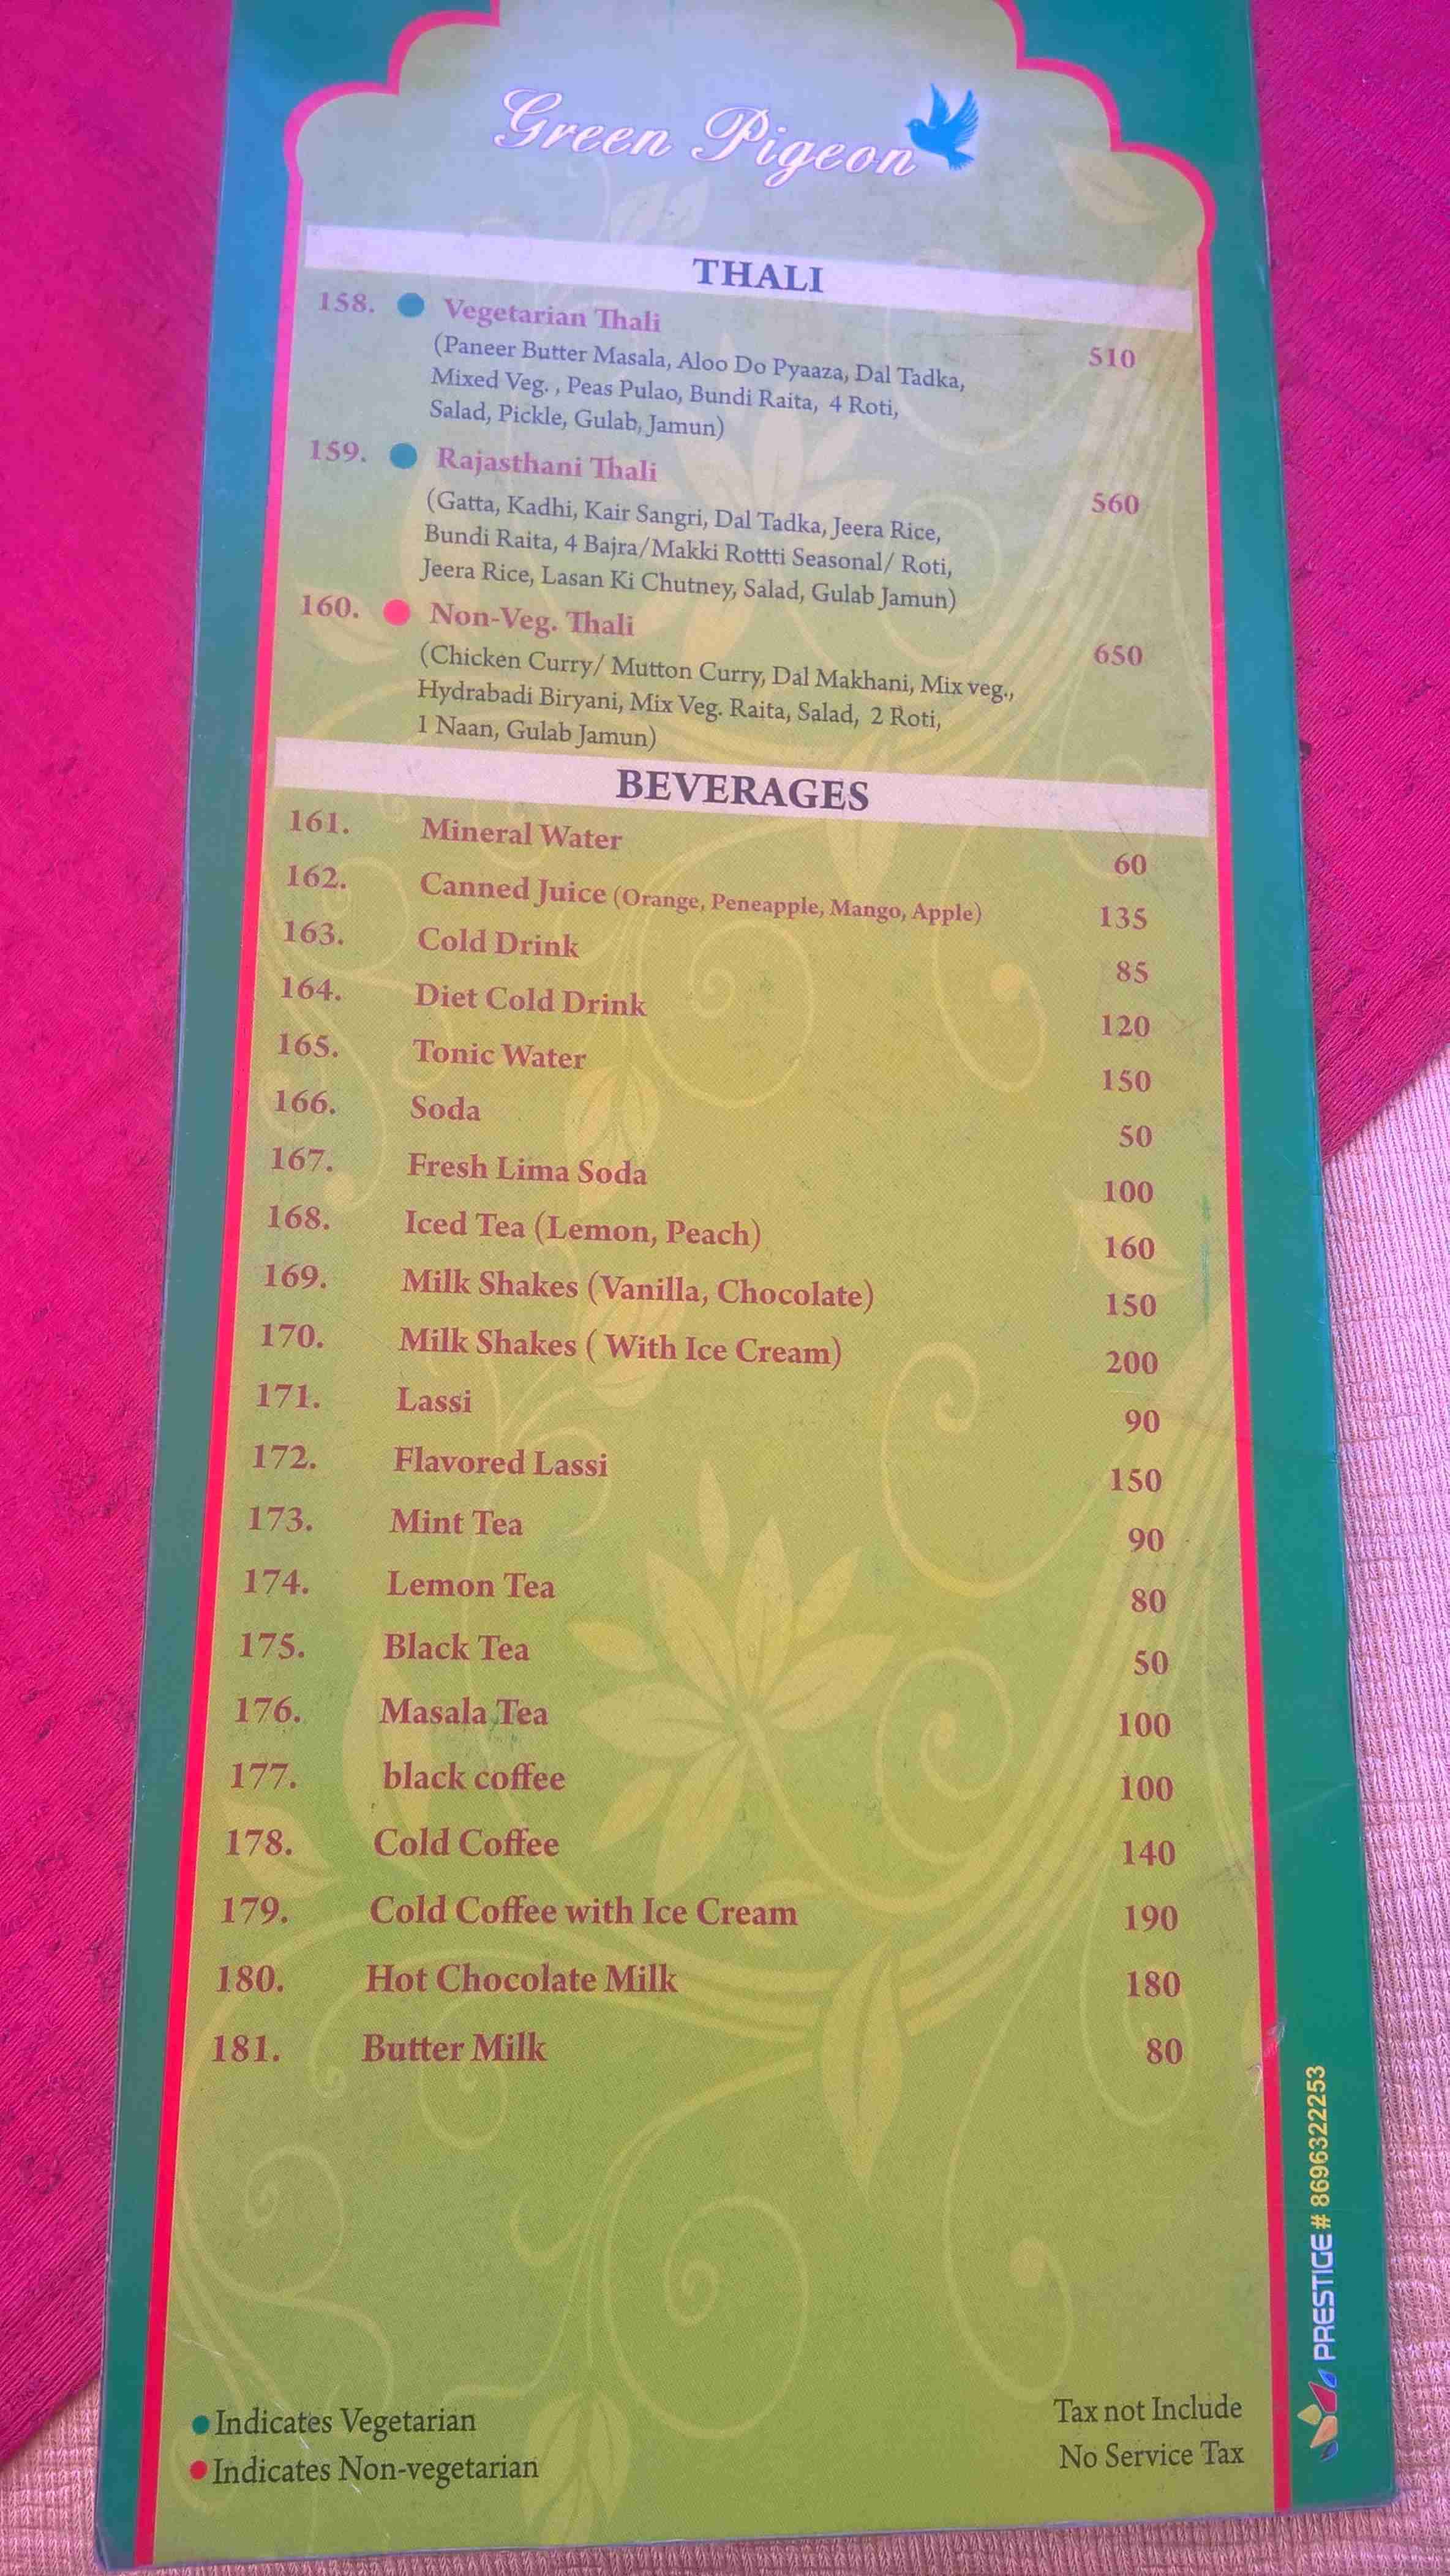 Green Pigeon
THALI
158. Vegetarian Thali 510
(Paneer Butter Masala, Aloo Do Pyaaza, Dal Tadka,
Mixed Veg. , Peas Pulao, Bundi Raita, 4 Roti,
Salad, Pickle, Gulab, Jamun)
159. Rajasthani Thali 560
(Gatta, Kadhi, Kair Sangri, Dal Tadka, Jeera Rice,
Bundi Raita, 4 Bajra/Makki Rottti Seasonal/ Roti,
Jeera Rice, Lasan Ki Chutney, Salad, Gulab Jamun)
160. Non-Veg. Thali 650
(Chicken Curry/ Mutton Curry, Dal Makhani, Mix veg.,
Hydrabadi Biryani, Mix Veg. Raita, Salad, 2 Roti,
1 Naan, Gulab Jamun)
BEVERAGES
161. Mineral Water 60
162. Canned Juice (Orange, Peneapple, Mango, Apple) 135
163. Cold Drink 85
164. Diet Cold Drink 120
165. Tonic Water 150
166. Soda 50
167. Fresh Lima Soda 100
168. Iced Tea (Lemon, Peach) 160
169. Milk Shakes (Vanilla, Chocolate) 150
170. Milk Shakes ( With Ice Cream) 200
171. Lassi 90
172. Flavored Lassi 150
173. Mint Tea 90
174. Lemon Tea 80
175. Black Tea 50
176. Masala Tea 100
177. black coffee 100
178. Cold Coffee 140
179. Cold Coffee with Ice Cream 190
180. Hot Chocolate Milk 180
181. Butter Milk 80
Indicates Vegetarian
Indicates Non-vegetarian
Tax not Include
No Service Tax
PRESTIGE # 8696322253